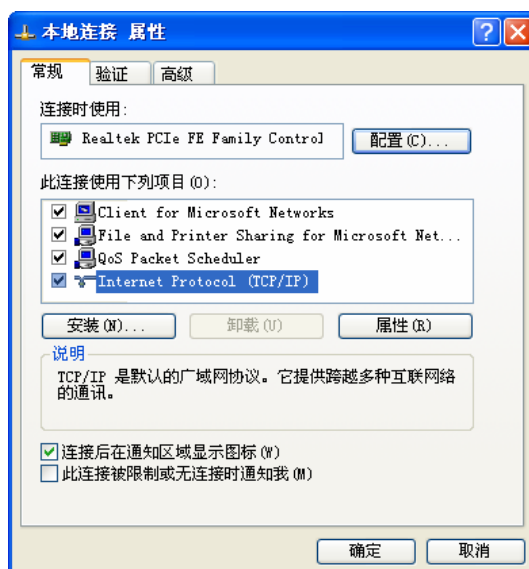 本地连接 属性
常规 验证 高级
连接时使用:
Realtek PCIe FE Family Control 配置(C)...
此连接使用下列项目(O):
Client for Microsoft Networks
File and Printer Sharing for Microsoft Net...
QoS Packet Scheduler
Internet Protocol (TCP/IP)
安装(N)... 卸载(U) 属性(R)
说明
TCP/IP 是默认的广域网协议。它提供跨越多种互联网络
的通讯。
连接后在通知区域显示图标(W)
此连接被限制或无连接时通知我(M)
确定 取消